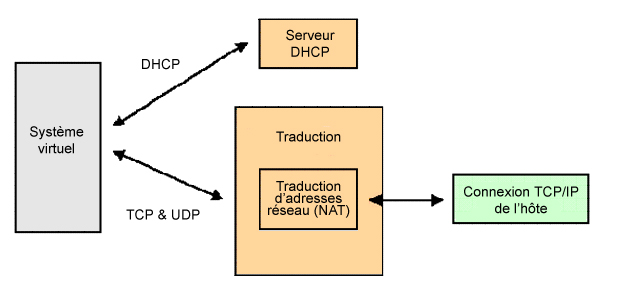 Serveur
DHCP
DHCP
Système
virtuel
Traduction
Traduction
d'adresses
réseau (NAT)
TCP & UDP
Connexion TCP/IP
de l'hôte